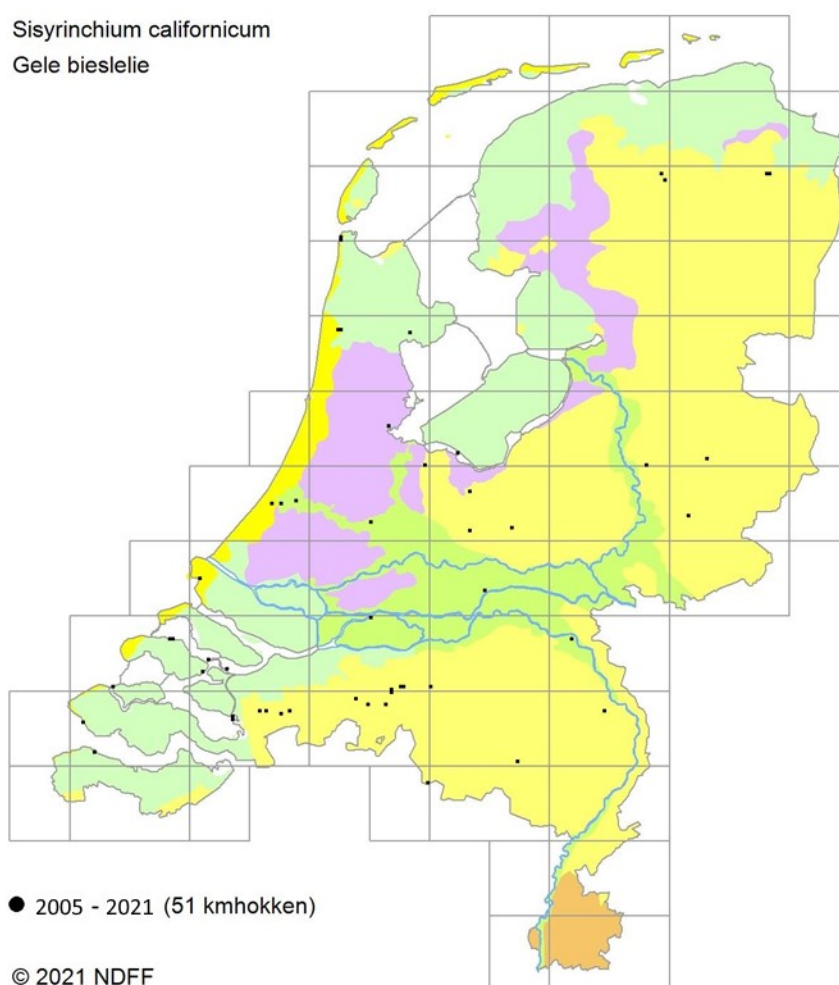 Sisyrinchium californicum
Gele bieslelie
2005 - 2021 (51 kmhokken)
© 2021 NDFF